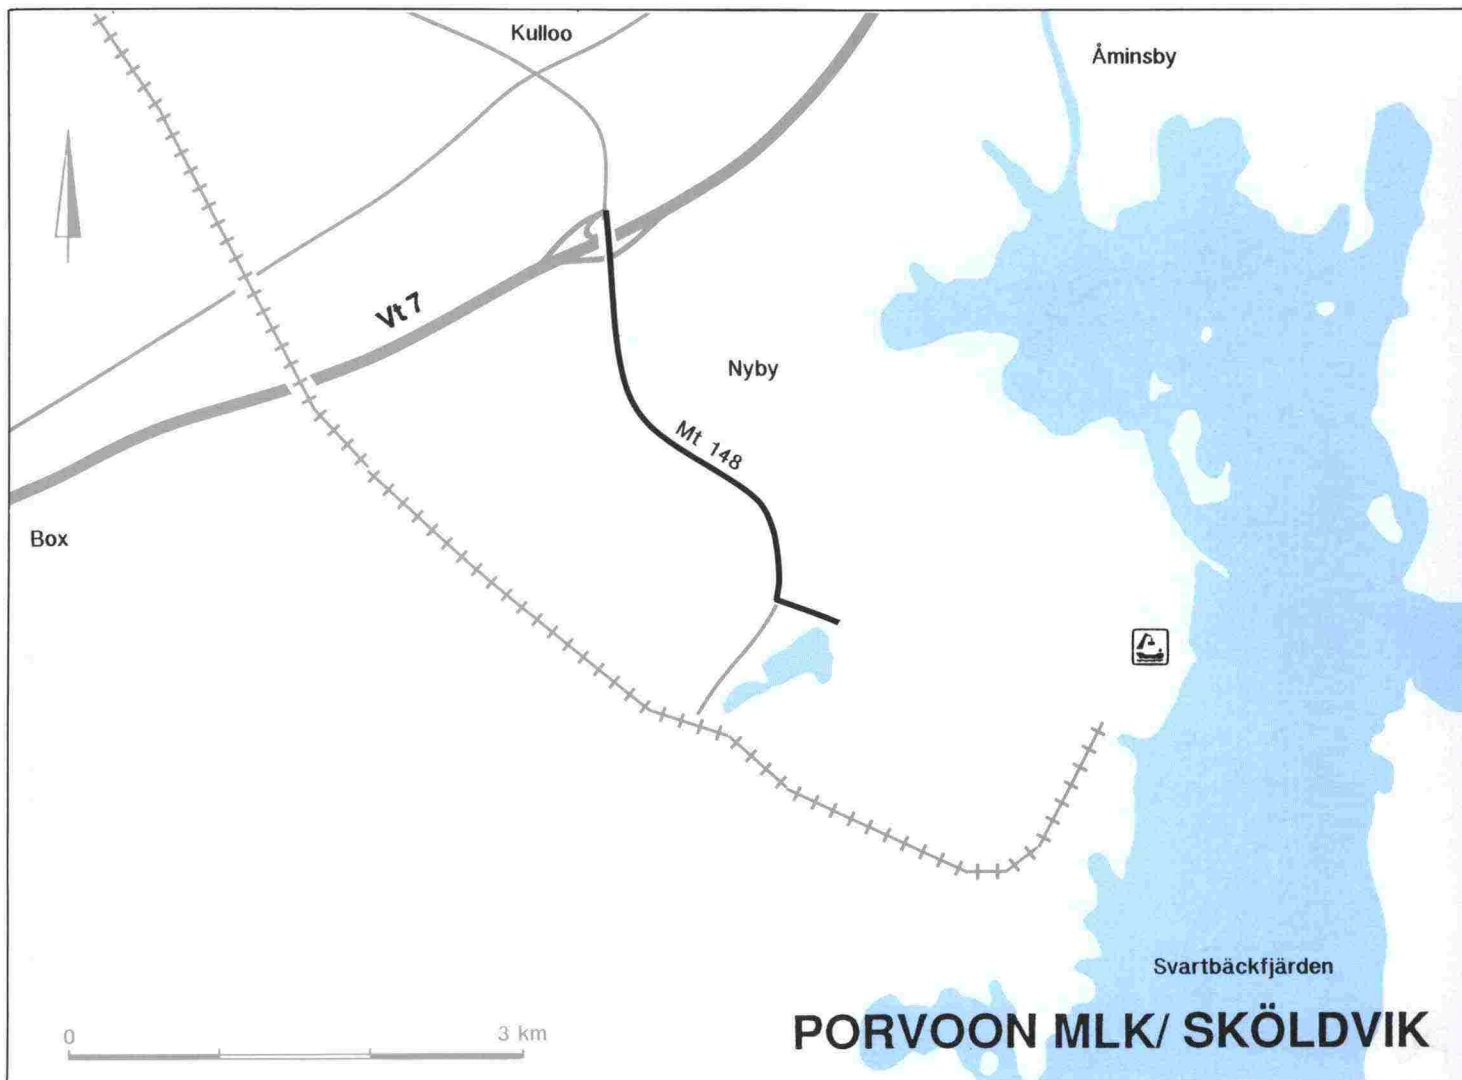 Kulloo
Åminsby
Vt 7
Nyby
Mt 148
Box
Svartbäckfjärden
0 3 km
PORVOON MLK/ SKÖLDVIK